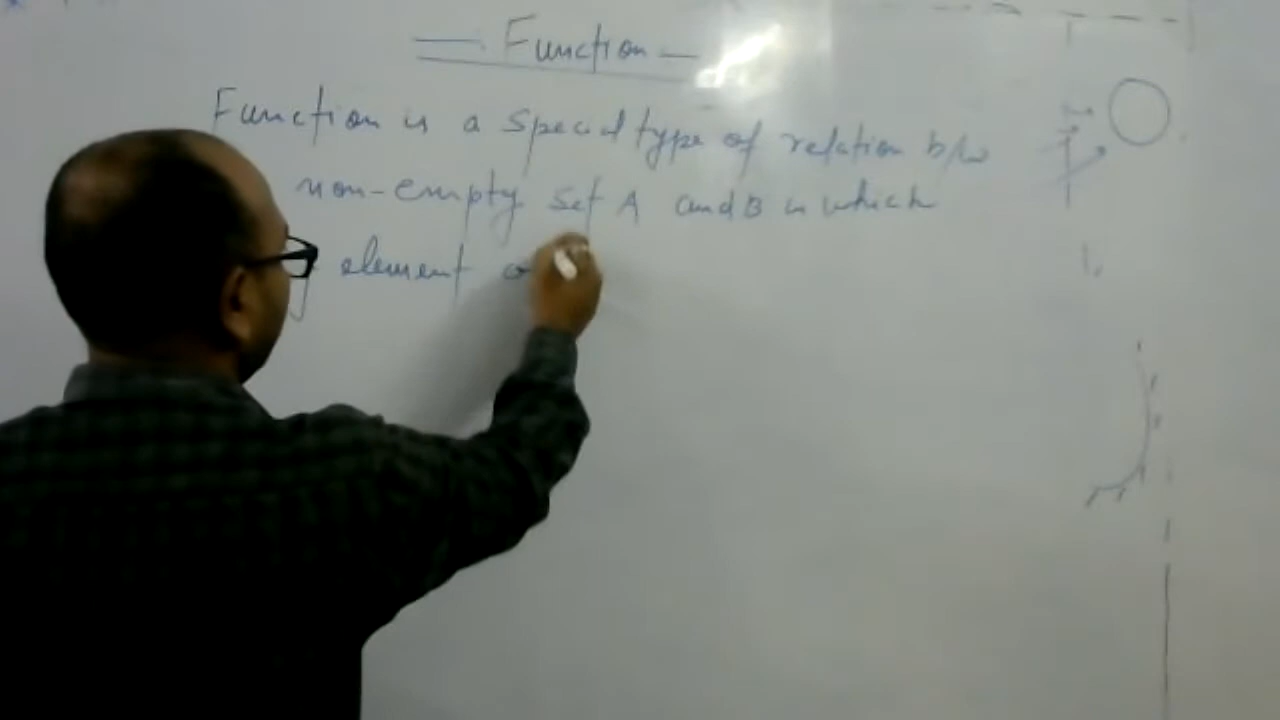 Function
Function is a special type of relation b/w
non-empty set A and B in which
element